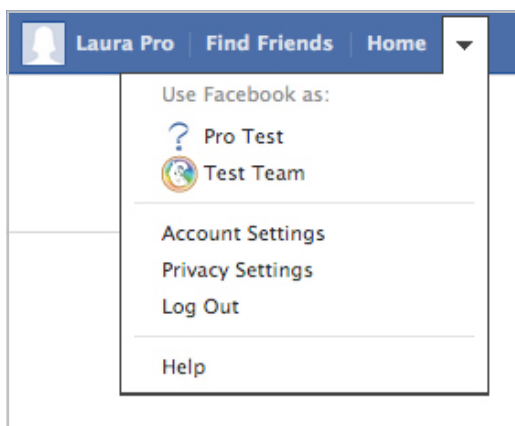 Laura Pro Find Friends Home
Use Facebook as:
? Pro Test
Test Team
Account Settings
Privacy Settings
Log Out
Help